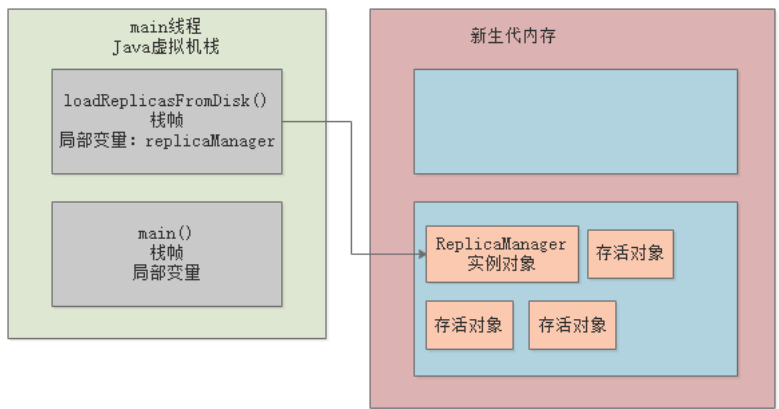 main线程
Java虚拟机栈
loadReplicasFromDisk()
栈帧
局部变量：replicaManager
main()
栈帧
局部变量
新生代内存
ReplicaManager
实例对象
存活对象
存活对象
存活对象